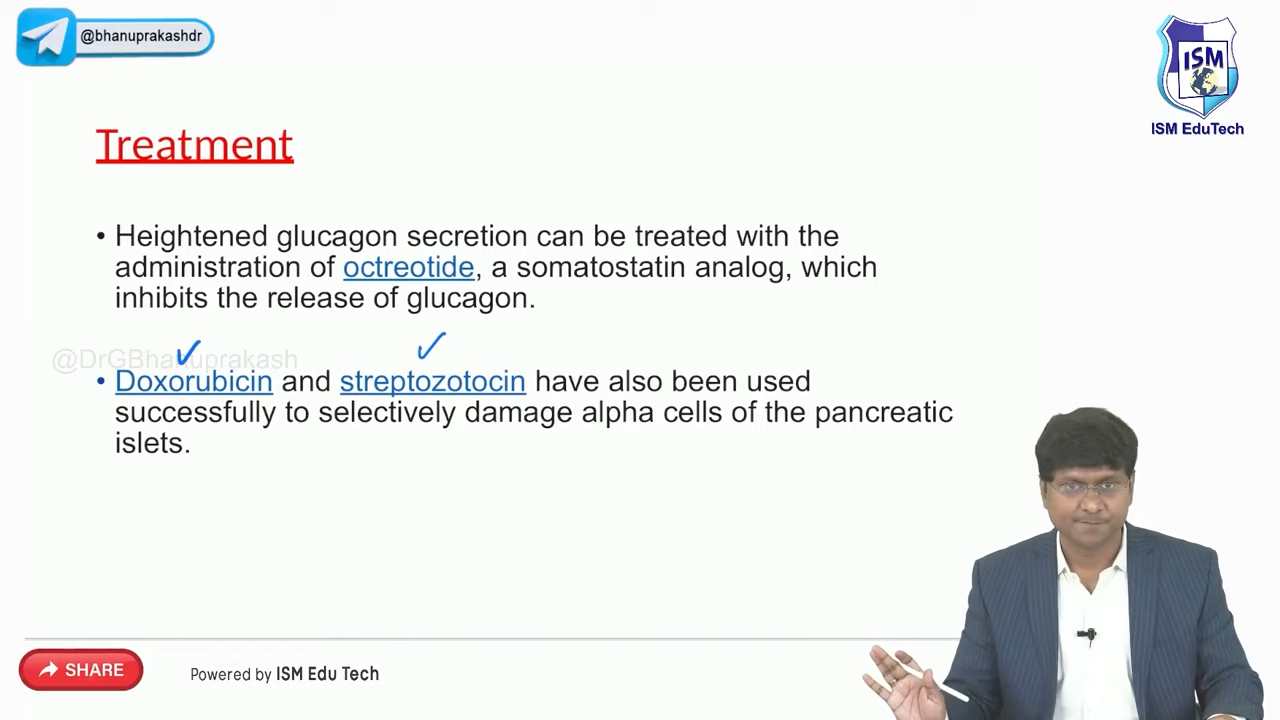 @bhanuprakashdr
ISM
ISM EduTech
Treatment
• Heightened glucagon secretion can be treated with the
administration of octreotide, a somatostatin analog, which
inhibits the release of glucagon.
@DrGBhanuprakash
• Doxorubicin and streptozotocin have also been used
successfully to selectively damage alpha cells of the pancreatic
islets.
SHARE
Powered by ISM Edu Tech